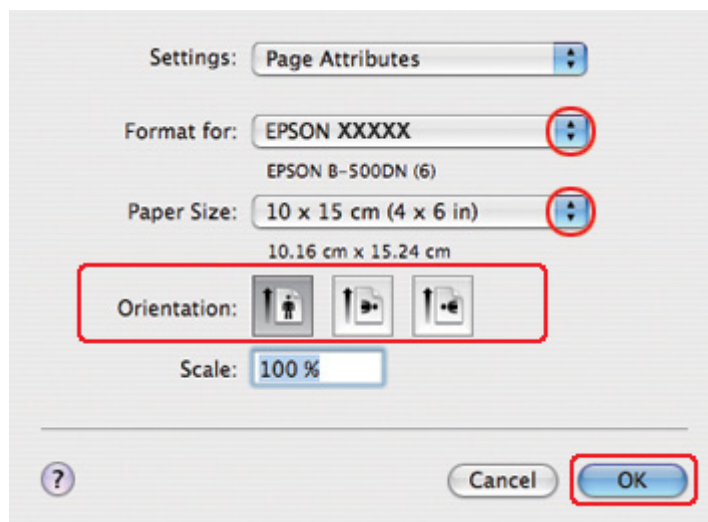 Settings: Page Attributes
Format for: EPSON XXXXX
EPSON B-500DN (6)
Paper Size: 10 x 15 cm (4 x 6 in)
10.16 cm x 15.24 cm
Orientation:
Scale: 100 %
? Cancel OK